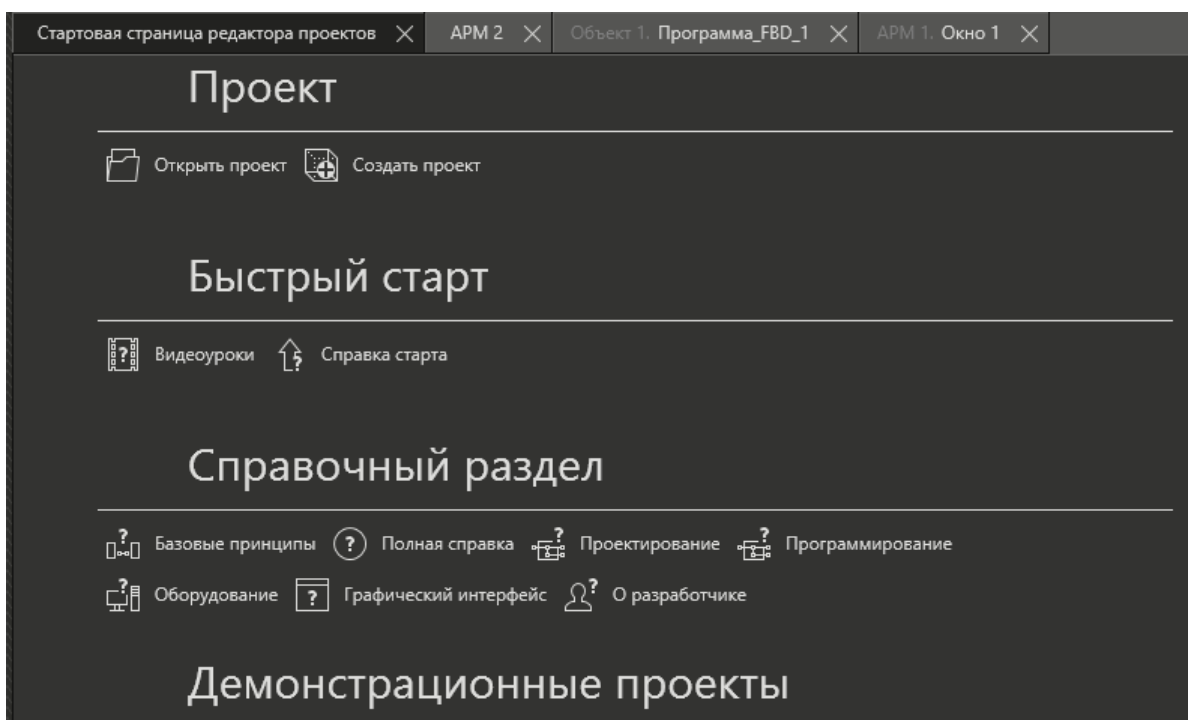 Стартовая страница редактора проектов АРМ 2 Объект 1. Программа_FBD_1 АРМ 1. Окно 1
Проект
Открыть проект Создать проект
Быстрый старт
Видеоуроки Справка старта
Справочный раздел
Базовые принципы Полная справка Проектирование Программирование
Оборудование Графический интерфейс О разработчике
Демонстрационные проекты